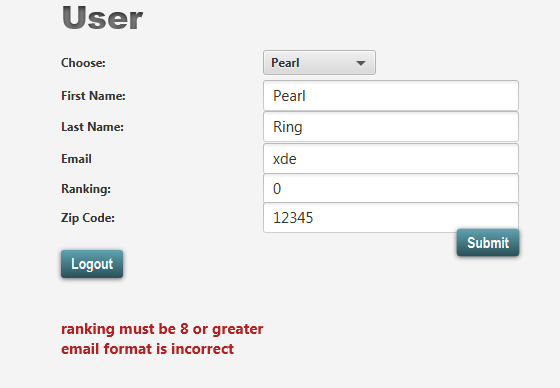 User
Choose: Pearl
First Name: Pearl
Last Name: Ring
Email xde
Ranking: 0
Zip Code: 12345
Submit
Logout
ranking must be 8 or greater
email format is incorrect